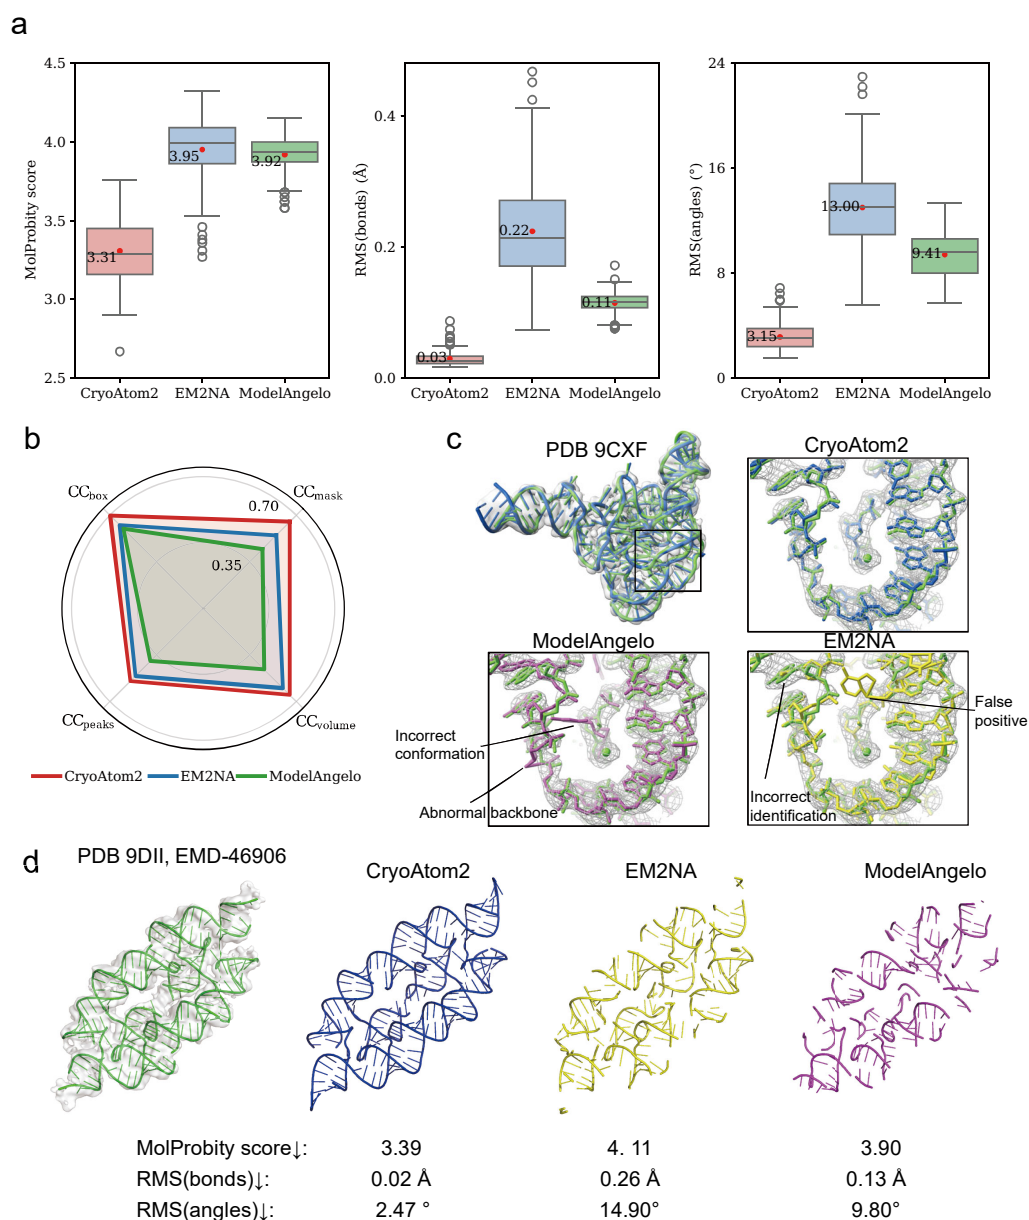 a
4.5
4.0
3.5
3.0
2.5
MolProbity score
3.31
3.95
3.92
CryoAtom2
EM2NA
ModelAngelo
0.4
0.2
0.0
RMS(bonds) (Å)
0.03
0.22
0.11
CryoAtom2
EM2NA
ModelAngelo
24
16
8
0
RMS(angles) (°)
3.15
13.00
9.41
CryoAtom2
EM2NA
ModelAngelo
b
CCbox
CCmask
0.70
0.35
CCpeaks
CCvolume
CryoAtom2
EM2NA
ModelAngelo
c
PDB 9CXF
CryoAtom2
ModelAngelo
Incorrect
conformation
Abnormal backbone
EM2NA
False
positive
Incorrect
identification
d
PDB 9DII, EMD-46906
CryoAtom2
EM2NA
ModelAngelo
MolProbity score↓: 3.39 4. 11 3.90
RMS(bonds)↓: 0.02 Å 0.26 Å 0.13 Å
RMS(angles)↓: 2.47 ° 14.90° 9.80°